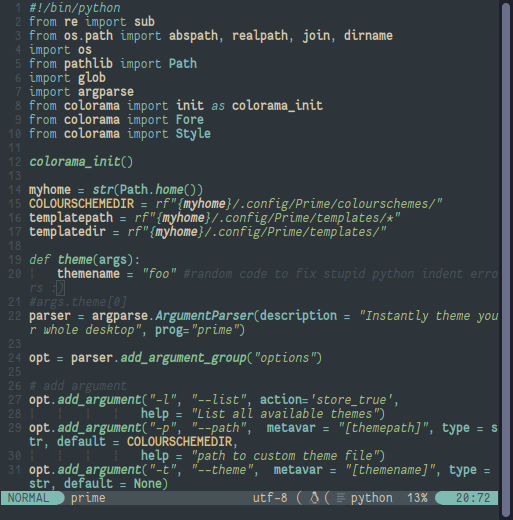 1 #!/bin/python
2 from re import sub
3 from os.path import abspath, realpath, join, dirname
4 import os
5 from pathlib import Path
6 import glob
7 import argparse
8 from colorama import init as colorama_init
9 from colorama import Fore
10 from colorama import Style
11
12 colorama_init()
13
14 myhome = str(Path.home())
15 COLOURSCHEMEDIR = rf"{myhome}/.config/Prime/colourschemes/"
16 templatepath = rf"{myhome}/.config/Prime/templates/*"
17 templatedir = rf"{myhome}/.config/Prime/templates/"
18
19 def theme(args):
20 themename = "foo" #random code to fix stupid python indent erro
rs :)
21 #args.theme[0]
22 parser = argparse.ArgumentParser(description = "Instantly theme you
r whole desktop", prog="prime")
23
24 opt = parser.add_argument_group("options")
25
26 # add argument
27 opt.add_argument("-l", "--list", action='store_true',
28 help = "List all available themes")
29 opt.add_argument("-p", "--path", metavar = "[themepath]", type = s
tr, default = COLOURSCHEMEDIR,
30 help = "path to custom theme file")
31 opt.add_argument("-t", "--theme", metavar = "[themename]", type =
str, default = None)
NORMAL prime utf-8 ( ( python 13% 20:72